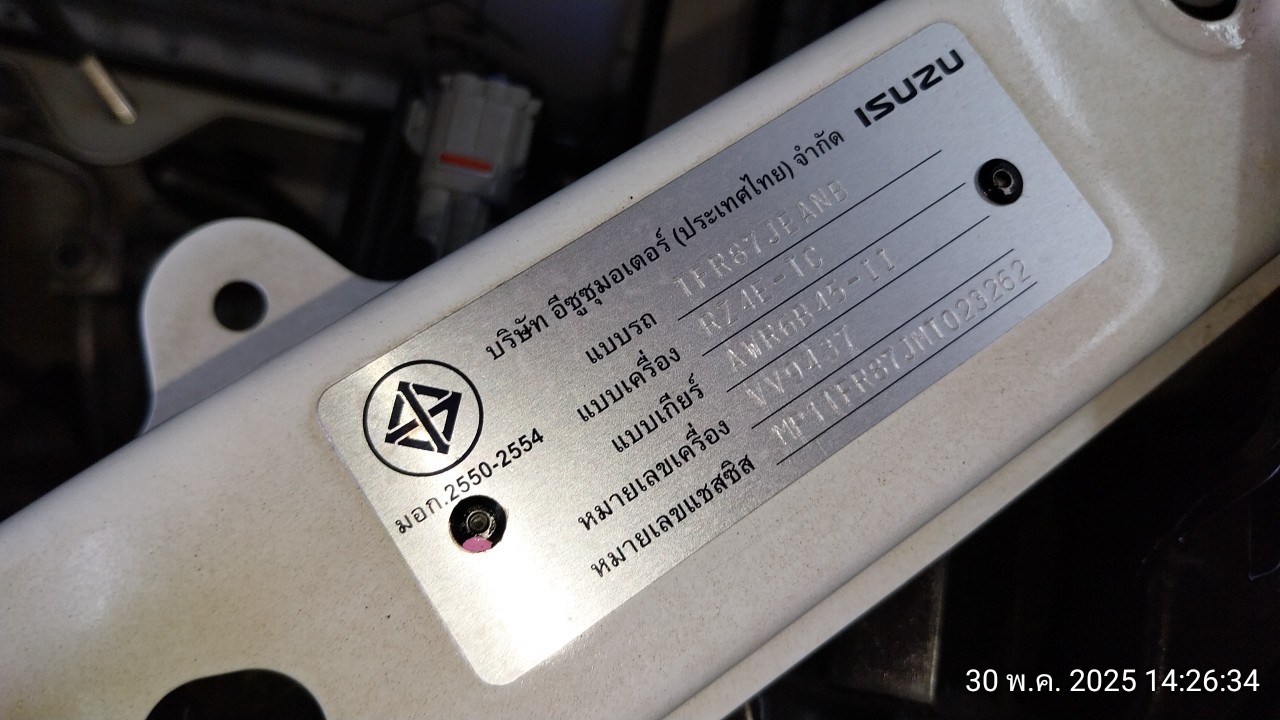 ISUZU
บริษัท อีซูซุมอเตอร์ (ประเทศไทย) จำกัด
แบบรถ TFR87JEANB
แบบเครื่อง RZ4E-TC
แบบเกียร์ AWR6B45-II
หมายเลขเครื่อง VV9437
หมายเลขแชสซิส MP1TFR87JMT023262
มอก.2550-2554
30 พ.ค. 2025 14:26:34